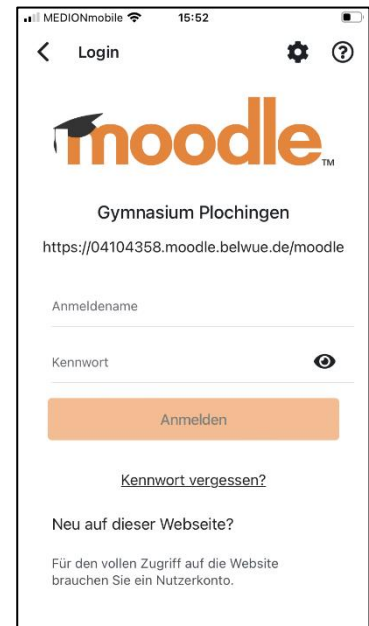 MEDIONmobile 15:52
Login
moodle TM
Gymnasium Plochingen
https://04104358.moodle.belwue.de/moodle
Anmeldename
Kennwort
Anmelden
Kennwort vergessen?
Neu auf dieser Webseite?
Für den vollen Zugriff auf die Website
brauchen Sie ein Nutzerkonto.